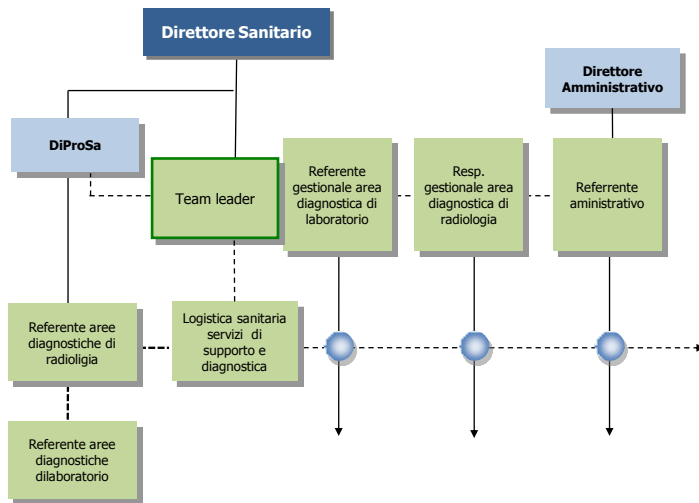 Direttore Sanitario
Direttore
Amministrativo
DiProSa
Team leader
Referente
gestionale area
diagnostica di
laboratorio
Resp.
gestionale area
diagnostica di
radiologia
Referrente
aministrativo
Referente aree
diagnostiche di
radioligia
Logistica sanitaria
servizi di
supporto e
diagnostica
Referente aree
diagnostiche
dilaboratorio